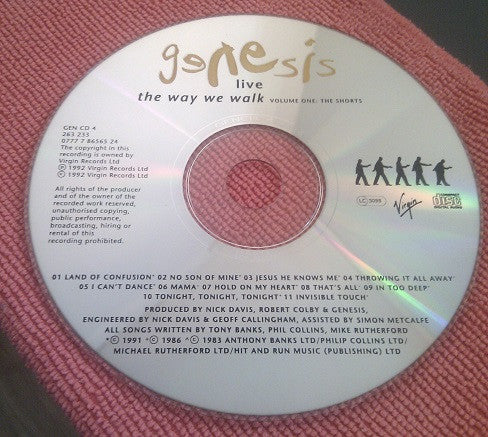 genesis
live
the way we walk VOLUME ONE: THE SHORTS
GEN CD 4
263 233
0777 7 86565 24
The copyright in this
recording is owned by
Virgin Records Ltd
℗ 1992 Virgin Records Ltd
© 1992 Virgin Records Ltd
All rights of the producer
and of the owner of the
recorded work reserved,
unauthorised copying,
public performance,
broadcasting, hiring or
rental of this
recording prohibited.
LC 3098
Virgin
COMPACT
disc
DIGITAL AUDIO
01 LAND OF CONFUSION° 02 NO SON OF MINE* 03 JESUS HE KNOWS ME* 04 THROWING IT ALL AWAY°
05 I CAN'T DANCE* 06 MAMA^ 07 HOLD ON MY HEART* 08 THAT'S ALL^ 09 IN TOO DEEP°
10 TONIGHT, TONIGHT, TONIGHT° 11 INVISIBLE TOUCH°
PRODUCED BY NICK DAVIS, ROBERT COLBY & GENESIS,
ENGINEERED BY NICK DAVIS & GEOFF CALLINGHAM, ASSISTED BY SIMON METCALFE
ALL SONGS WRITTEN BY TONY BANKS, PHIL COLLINS, MIKE RUTHERFORD
*© 1991 °© 1986 ^© 1983 ANTHONY BANKS LTD/PHILIP COLLINS LTD/
MICHAEL RUTHERFORD LTD/HIT AND RUN MUSIC (PUBLISHING) LTD